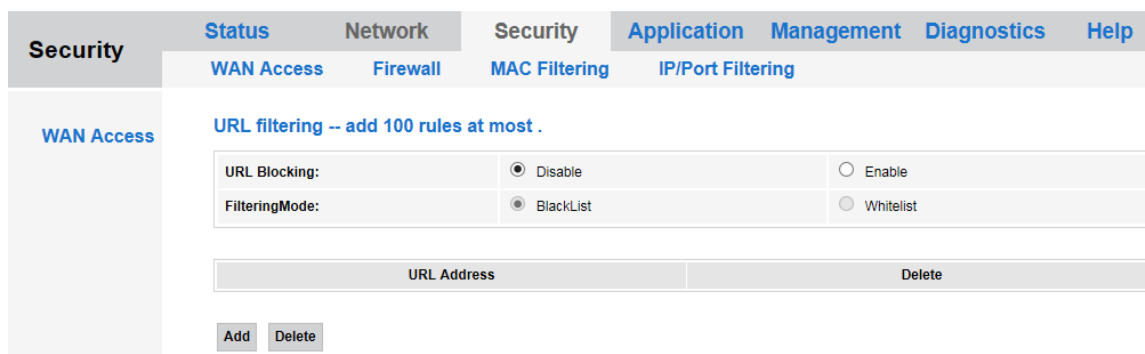 Security
Status Network Security Application Management Diagnostics Help
WAN Access Firewall MAC Filtering IP/Port Filtering
WAN Access
URL filtering -- add 100 rules at most .
URL Blocking: Disable Enable
FilteringMode: BlackList Whitelist
URL Address Delete
Add Delete